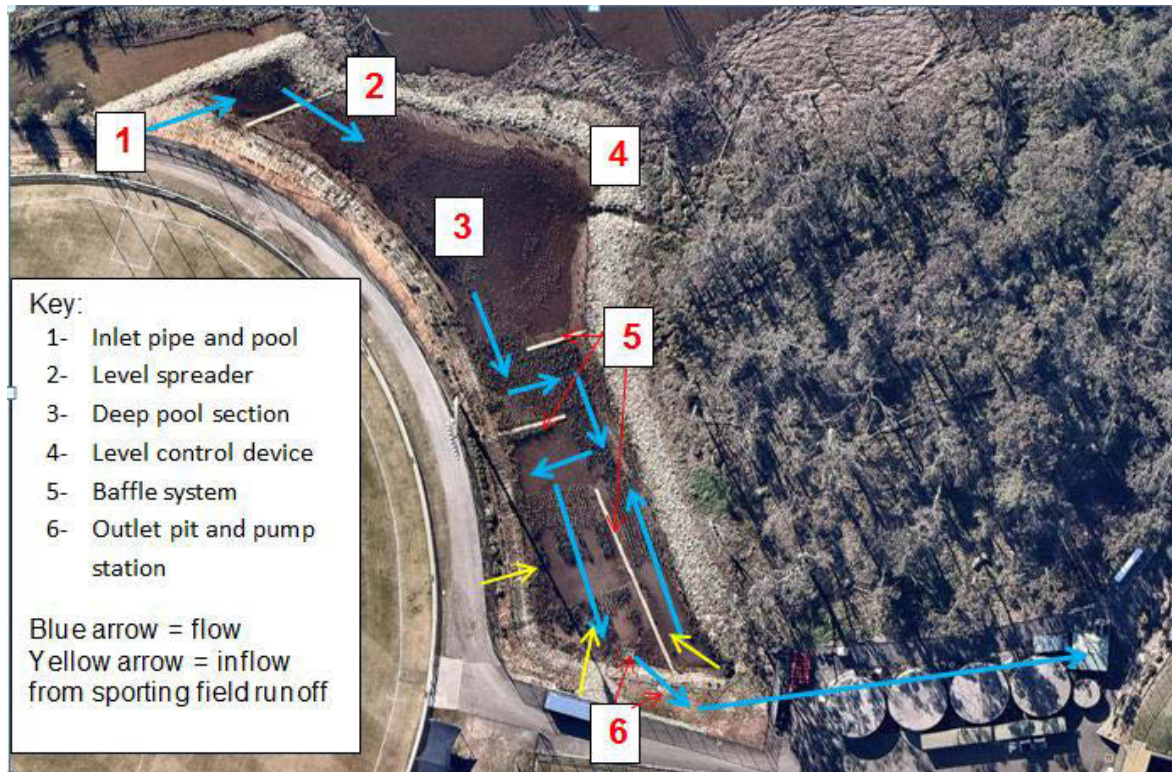 2
1
4
3
5
Key:
1- Inlet pipe and pool
2- Level spreader
3- Deep pool section
4- Level control device
5- Baffle system
6- Outlet pit and pump
station
Blue arrow = flow
Yellow arrow = inflow
from sporting field runoff
6